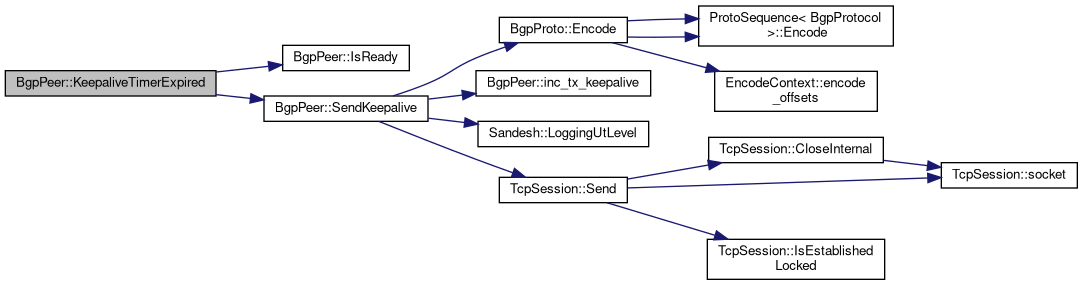 BgpPeer::KeepaliveTimerExpired
BgpPeer::IsReady
BgpPeer::SendKeepalive
BgpProto::Encode
ProtoSequence< BgpProtocol
>::Encode
EncodeContext::encode
_offsets
BgpPeer::inc_tx_keepalive
Sandesh::LoggingUtLevel
TcpSession::Send
TcpSession::CloseInternal
TcpSession::socket
TcpSession::IsEstablished
Locked